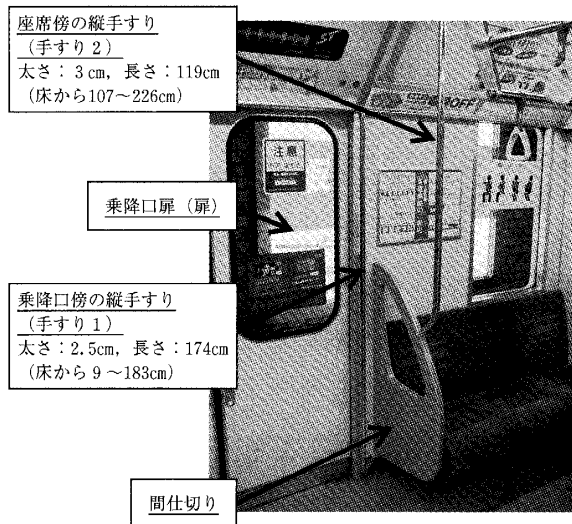 座席傍の縦手すり
(手すり2)
太さ：3cm, 長さ：119cm
(床から107〜226cm)
乗降口扉 (扉)
乗降口傍の縦手すり
(手すり1)
太さ：2.5cm, 長さ：174cm
(床から9〜183cm)
間仕切り
注意